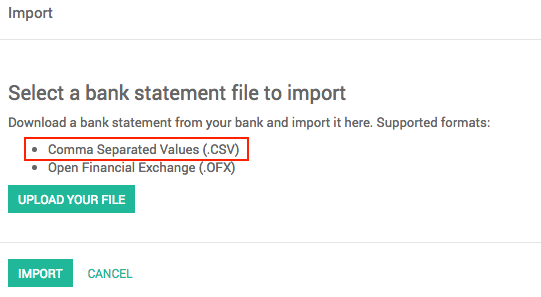 Import
Select a bank statement file to import
Download a bank statement from your bank and import it here. Supported formats:
• Comma Separated Values (.CSV)
• Open Financial Exchange (.OFX)
UPLOAD YOUR FILE
IMPORT CANCEL